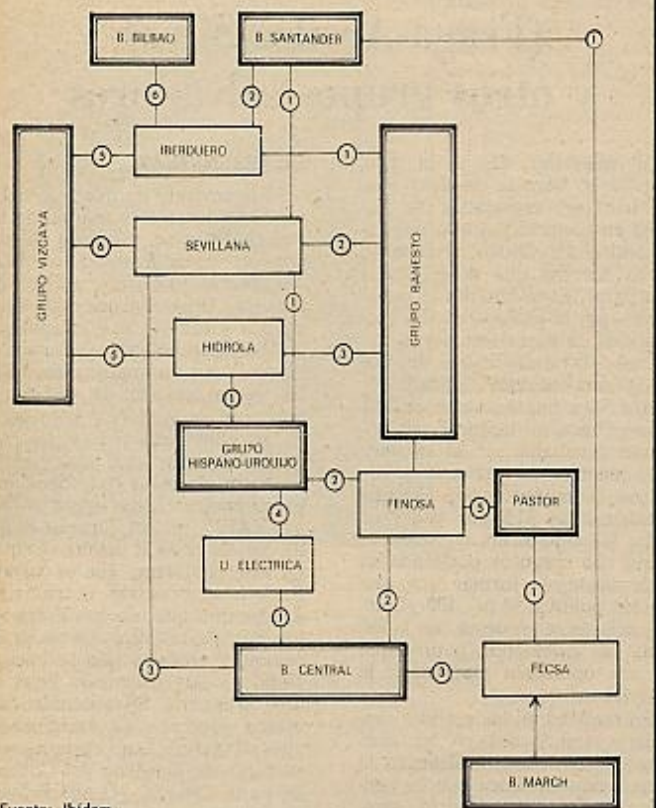 B. BILBAO
B. SANTANDER
1
6
2
1
IBERDUERO
5
1
GRUPO VIZCAYA
GRUPO BANESTO
SEVILLANA
6
2
1
HIDROLA
5
3
1
GRUPO
HISPANO-URQUIJO
2
FENOSA
5
PASTOR
4
U. ELECTRICA
2
1
1
3
B. CENTRAL
3
FECSA
B. MARCH
Fuente: Ibídem